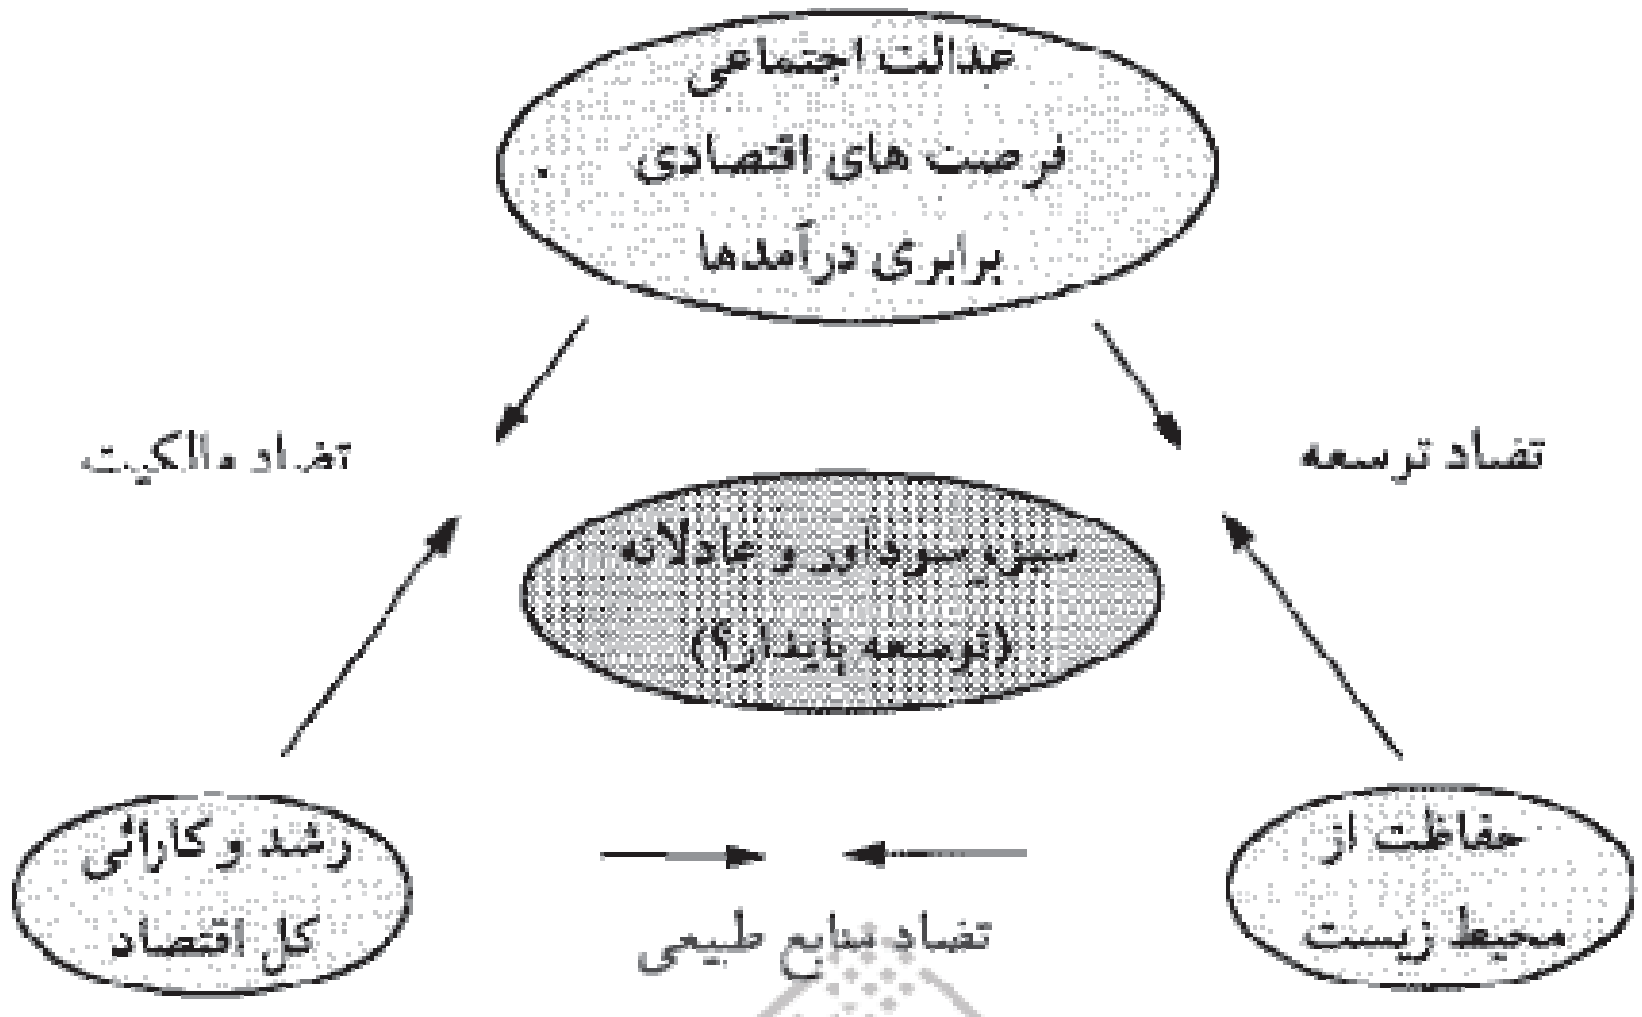 عدالت اجتماعی
فرصت های اقتصادی
برابری درآمدها
تضاد توسعه
تضاد مالکیت
سبز، سودآور و عادلانه
(توسعه پایدار؟)
حفاظت از
محیط زیست
رشد و کارائی
کل اقتصاد
تضاد منابع طبیعی